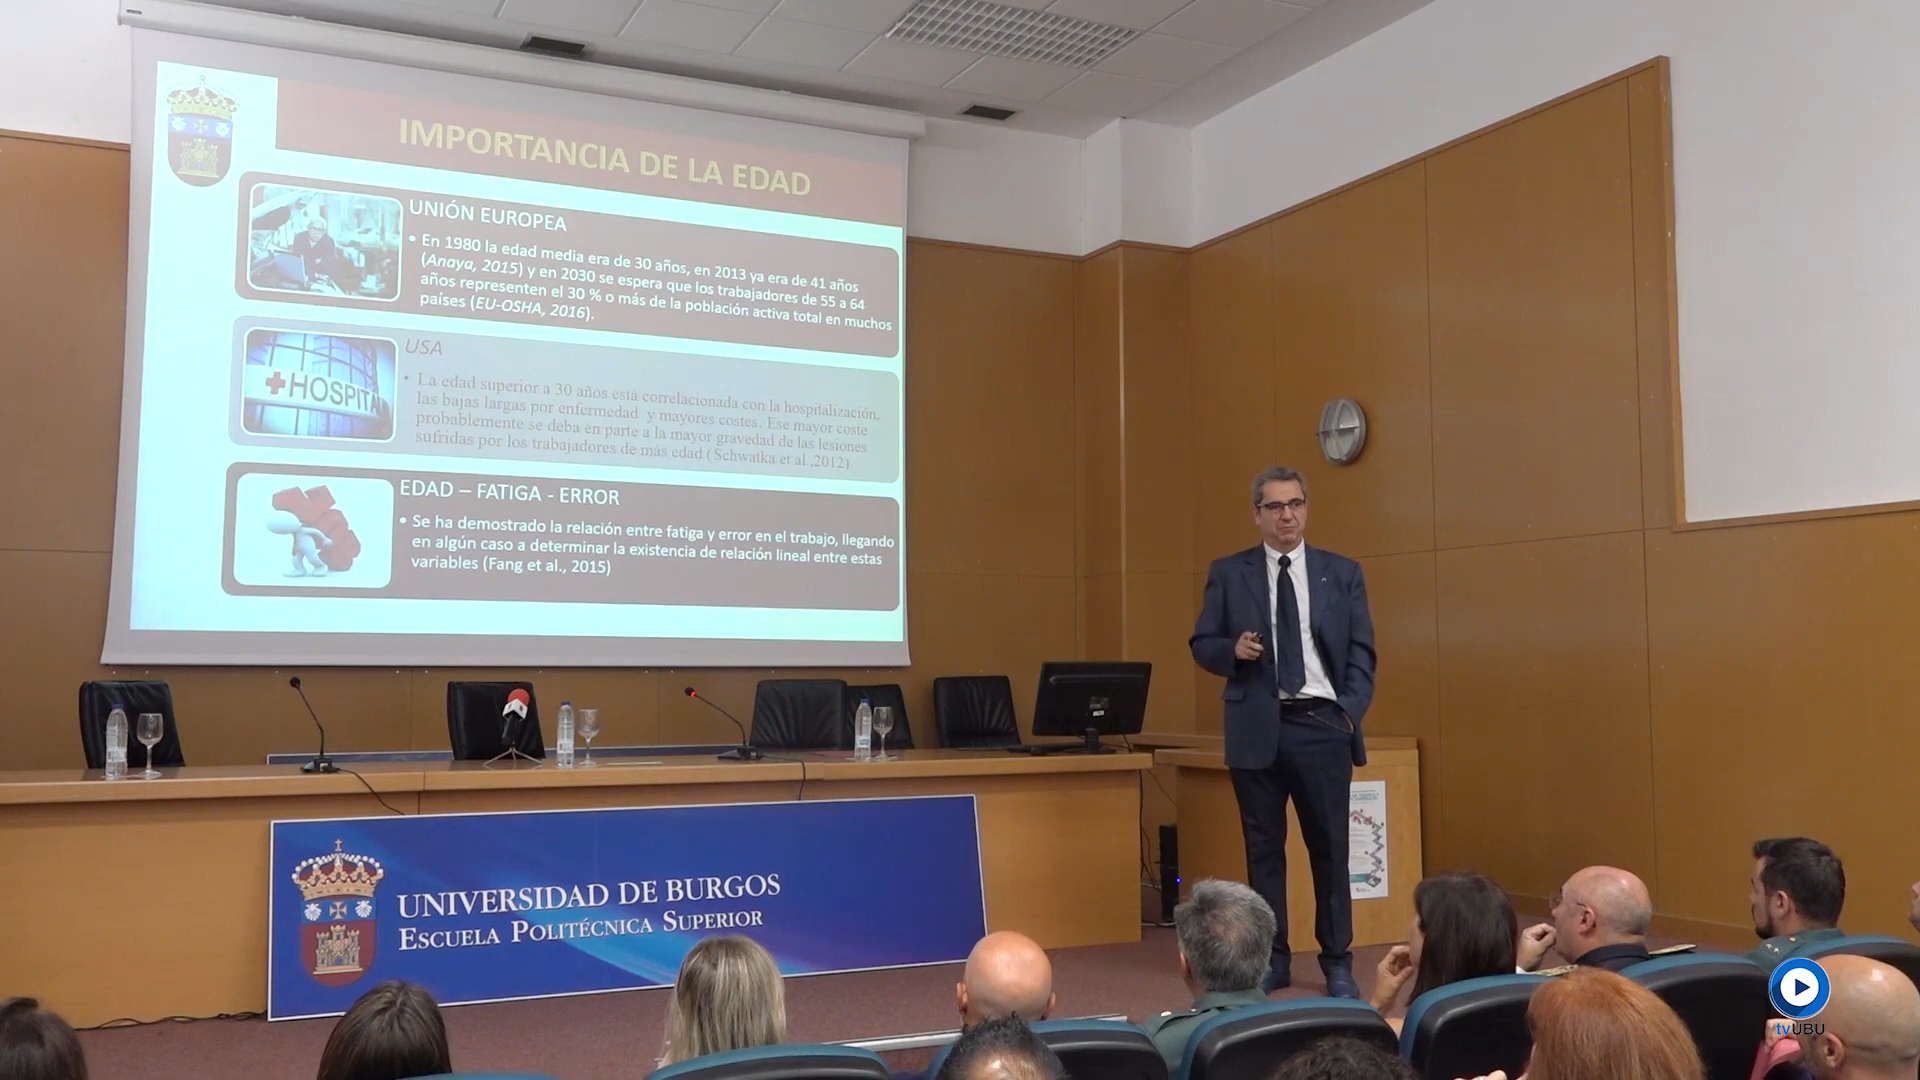 IMPORTANCIA DE LA EDAD
UNIÓN EUROPEA
• En 1980 la edad media era de 30 años, en 2013 ya era de 41 años
(Anaya, 2015) y en 2030 se espera que los trabajadores de 55 a 64
años representen el 30 % o más de la población activa total en muchos
países (EU-OSHA, 2016).
+HOSPITA
USA
• La edad superior a 30 años está correlacionada con la hospitalización,
las bajas largas por enfermedad y mayores costes. Ese mayor coste
probablemente se deba en parte a la mayor gravedad de las lesiones
sufridas por los trabajadores de más edad (Schwatka et al.,2012)
EDAD – FATIGA - ERROR
• Se ha demostrado la relación entre fatiga y error en el trabajo, llegando
en algún caso a determinar la existencia de relación lineal entre estas
variables (Fang et al., 2015)
UNIVERSIDAD DE BURGOS
ESCUELA POLITÉCNICA SUPERIOR
tvUBU